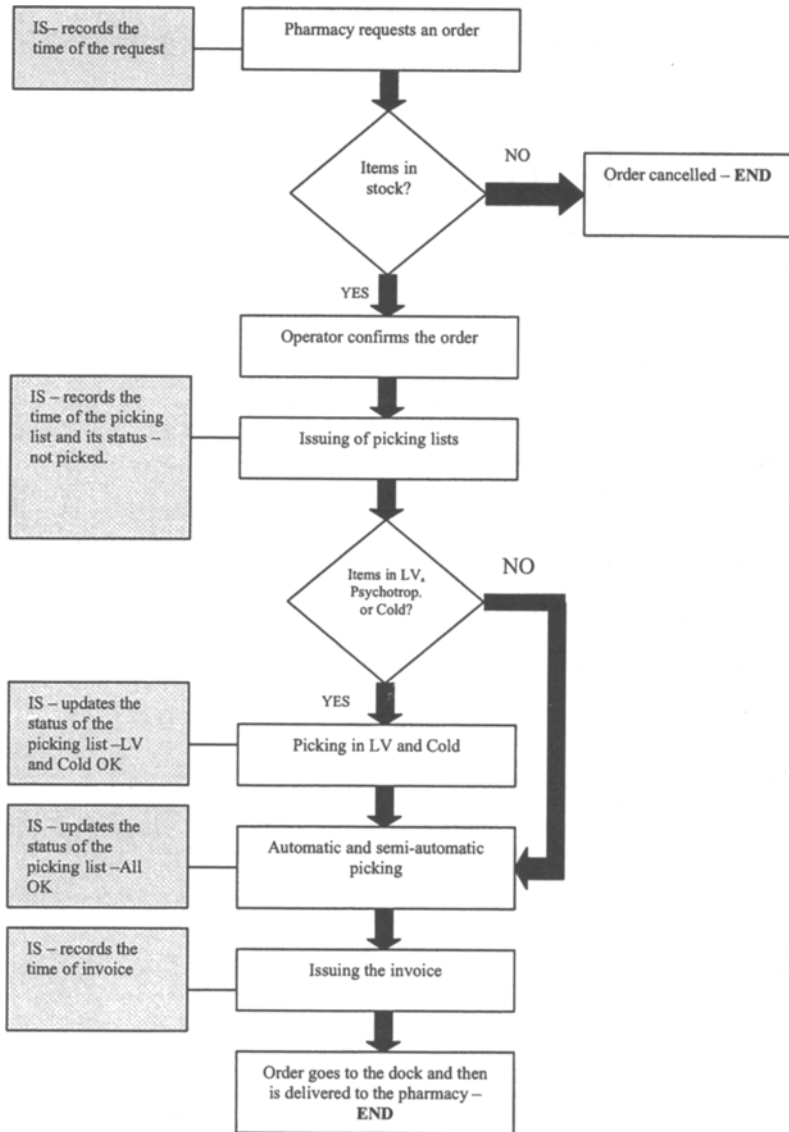 IS– records the
time of the request
Pharmacy requests an order
Items in
stock?
NO
Order cancelled – END
YES
Operator confirms the order
IS – records the
time of the picking
list and its status –
not picked.
Issuing of picking lists
Items in LV,
Psychotrop.
or Cold?
NO
YES
IS – updates the
status of the
picking list –LV
and Cold OK
Picking in LV and Cold
IS – updates the
status of the
picking list –All
OK
Automatic and semi-automatic
picking
IS – records the
time of invoice
Issuing the invoice
Order goes to the dock and then
is delivered to the pharmacy –
END